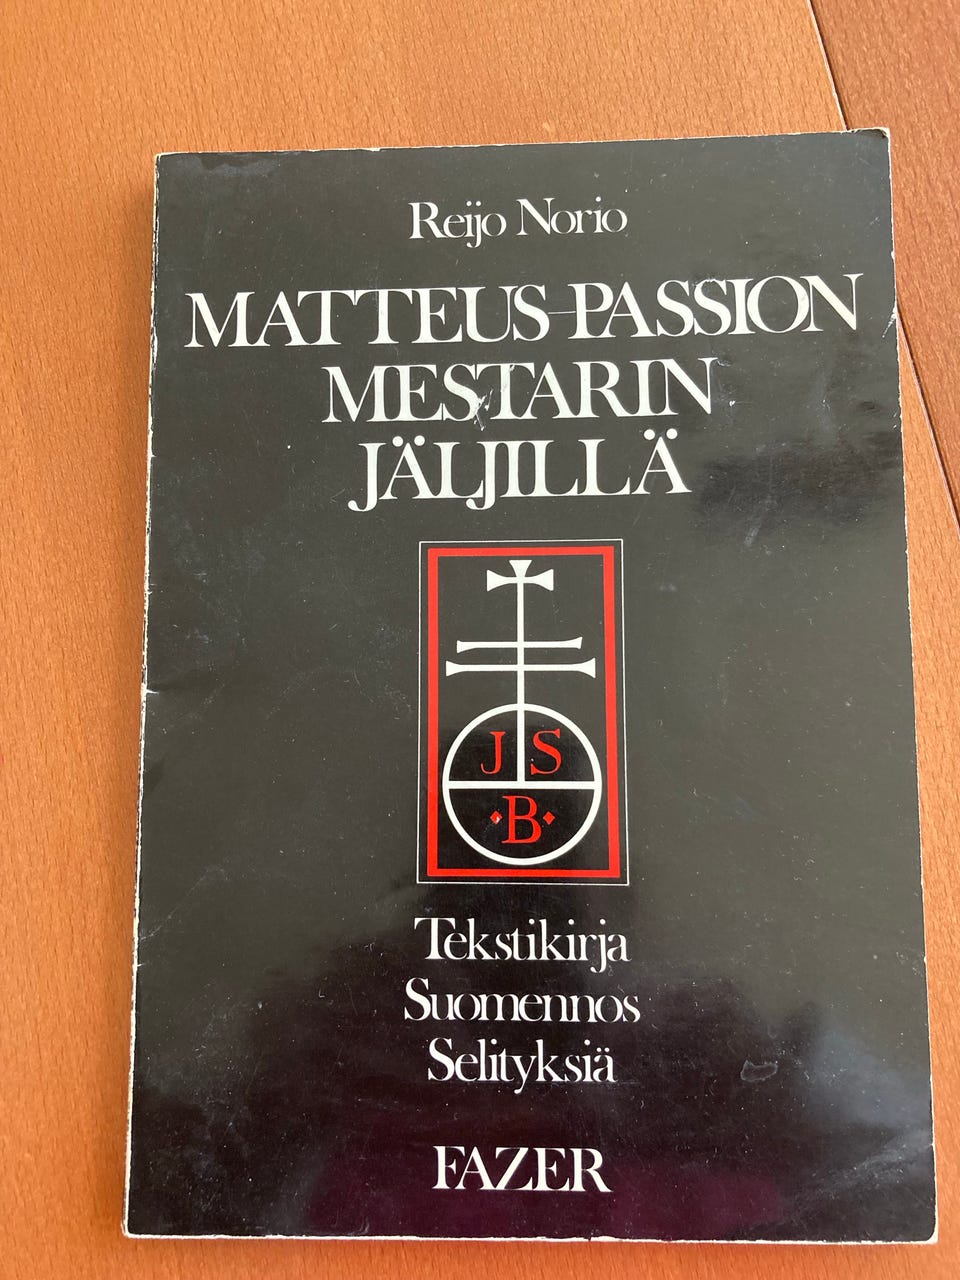 Reijo Norio
MATTEUS-PASSION
MESTARIN
JÄLJILLÄ
J S
·B·
Tekstikirja
Suomennos
Selityksiä
FAZER